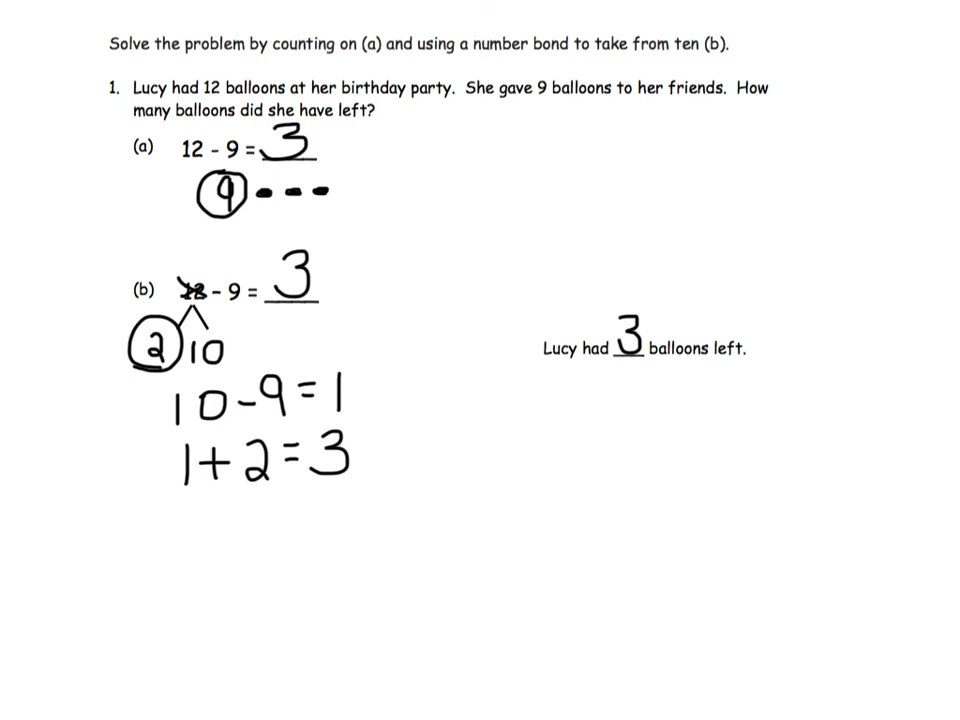 Solve the problem by counting on (a) and using a number bond to take from ten (b).
1. Lucy had 12 balloons at her birthday party. She gave 9 balloons to her friends. How
many balloons did she have left?
(a) 12 - 9 = 3
9
(b) 12 - 9 = 3
2 10
Lucy had 3 balloons left.
10-9=1
1+2=3